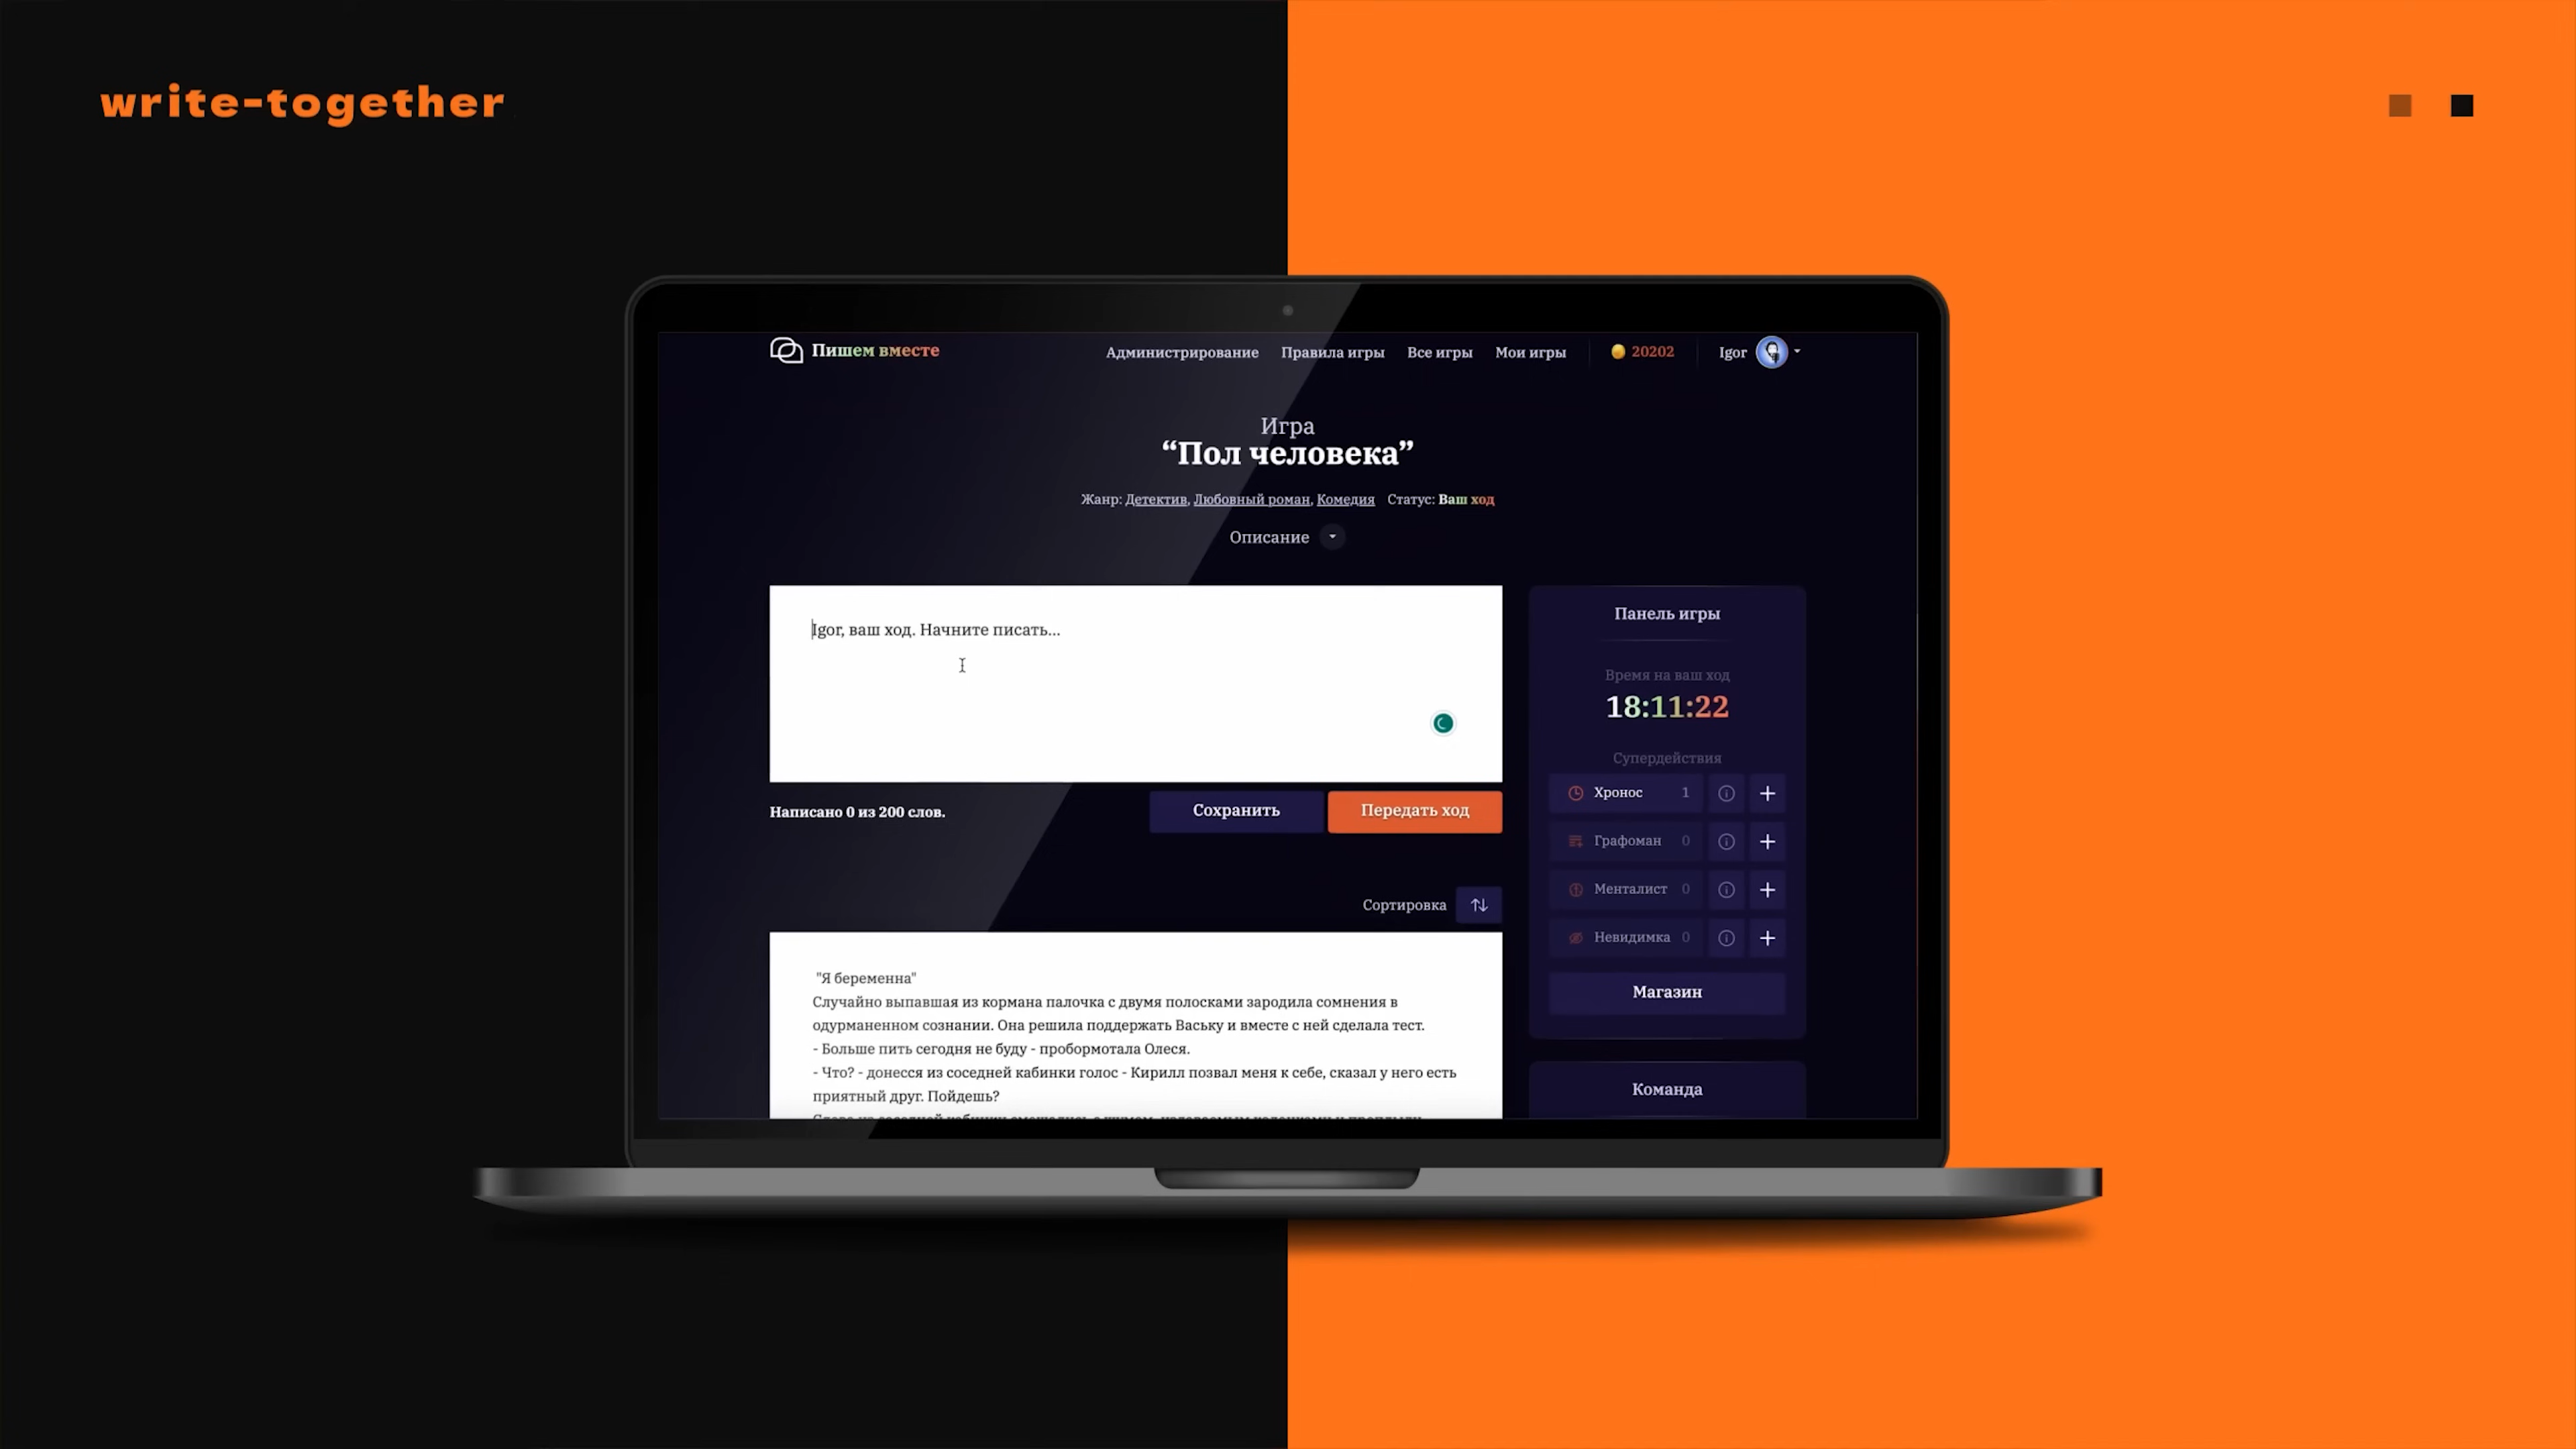 write-together
Пишем вместе
Администрирование Правила игры Все игры Мои игры 20202 Igor
Игра
“Пол человека”
Жанр: Детектив, Любовный роман, Комедия Статус: Ваш ход
Описание
Igor, ваш ход. Начните писать...
Написано 0 из 200 слов.
Сохранить
Передать ход
Сортировка
"Я беременна"
Случайно выпавшая из кормана палочка с двумя полосками зародила сомнения в
одурманенном сознании. Она решила поддержать Ваську и вместе с ней сделала тест.
- Больше пить сегодня не буду - пробормотала Олеся.
- Что? - донесся из соседней кабинки голос - Кирилл позвал меня к себе, сказал у него есть
приятный друг. Пойдешь?
Панель игры
Время на ваш ход
18:11:22
Супердействия
Хронос 1
Графоман 0
Менталист 0
Невидимка 0
Магазин
Команда